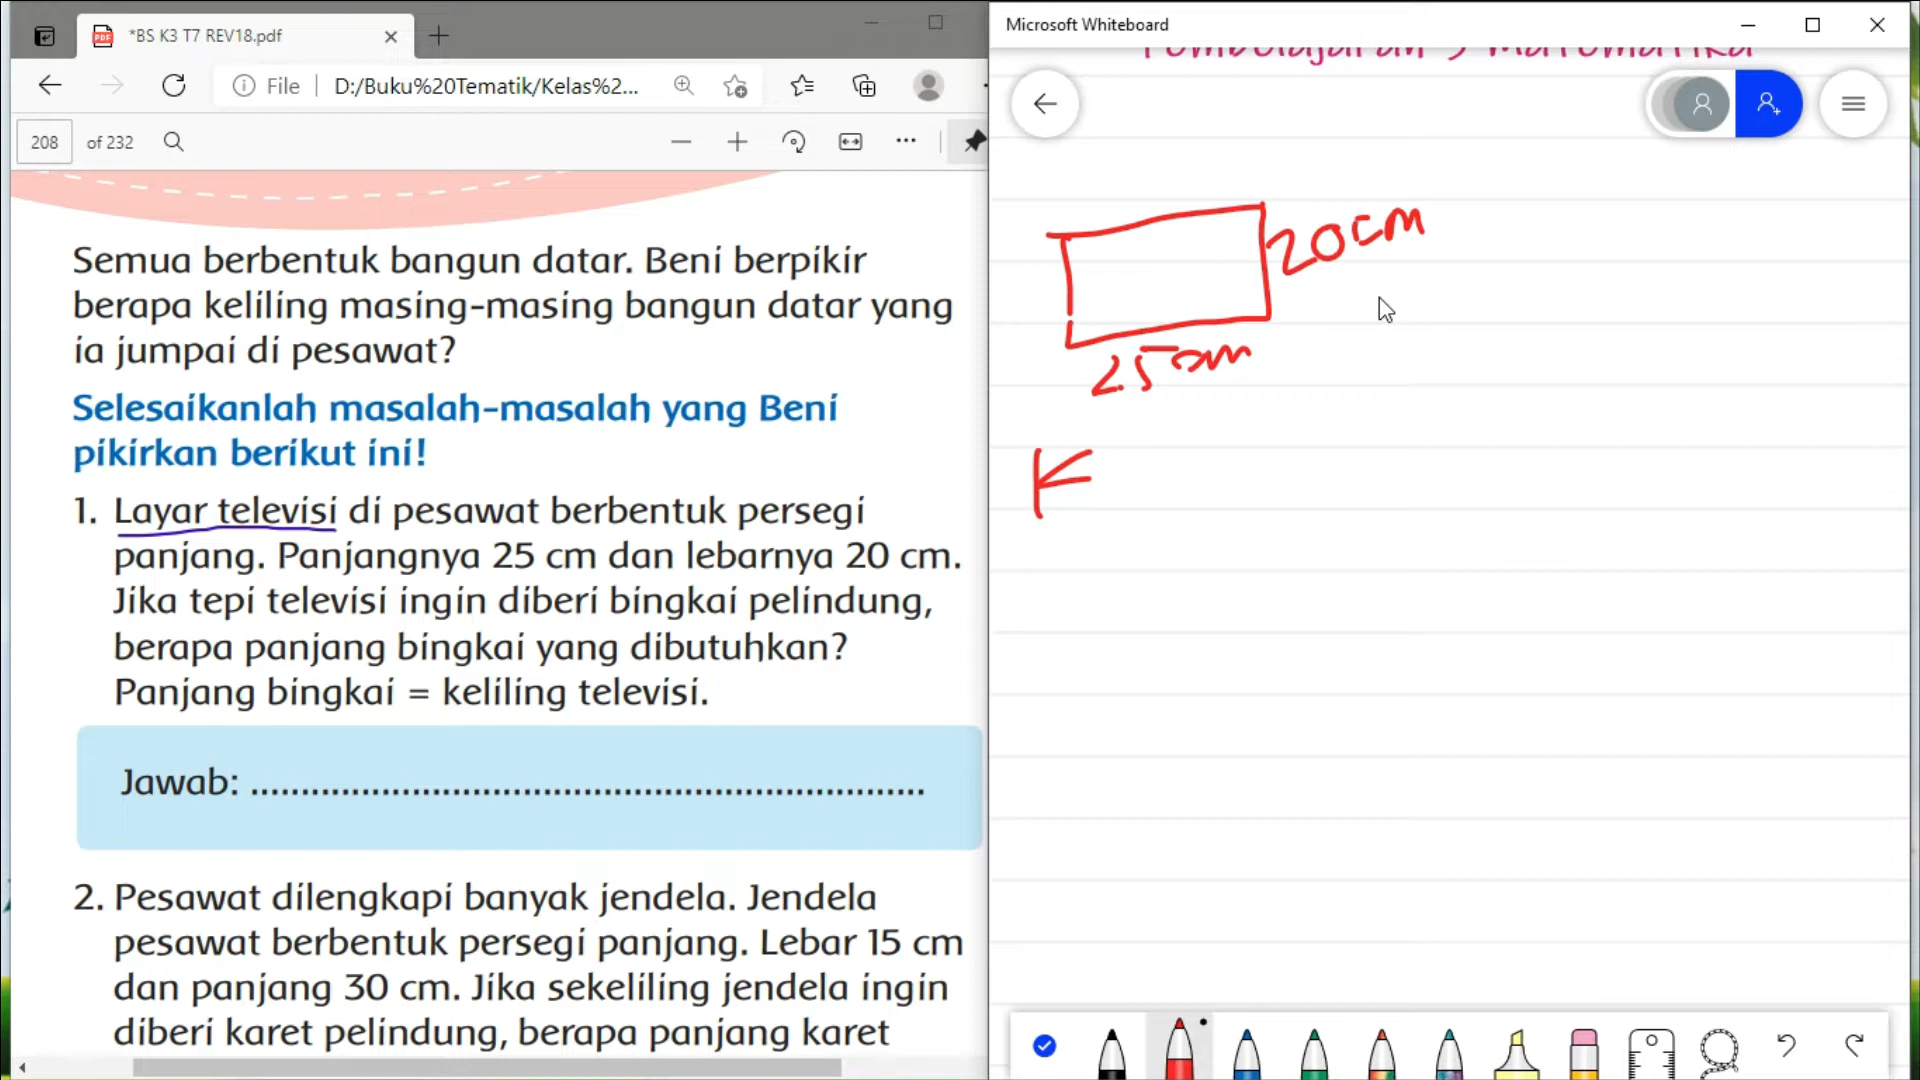 *BS K3 T7 REV18.pdf
File
D:/Buku%20Tematik/Kelas%2...
208 of 232
Semua berbentuk bangun datar. Beni berpikir
berapa keliling masing-masing bangun datar yang
ia jumpai di pesawat?
Selesaikanlah masalah-masalah yang Beni
pikirkan berikut ini!
1. Layar televisi di pesawat berbentuk persegi
panjang. Panjangnya 25 cm dan lebarnya 20 cm.
Jika tepi televisi ingin diberi bingkai pelindung,
berapa panjang bingkai yang dibutuhkan?
Panjang bingkai = keliling televisi.
Jawab: ................................................................
2. Pesawat dilengkapi banyak jendela. Jendela
pesawat berbentuk persegi panjang. Lebar 15 cm
dan panjang 30 cm. Jika sekeliling jendela ingin
diberi karet pelindung, berapa panjang karet
Microsoft Whiteboard
20 cm
25 cm
K